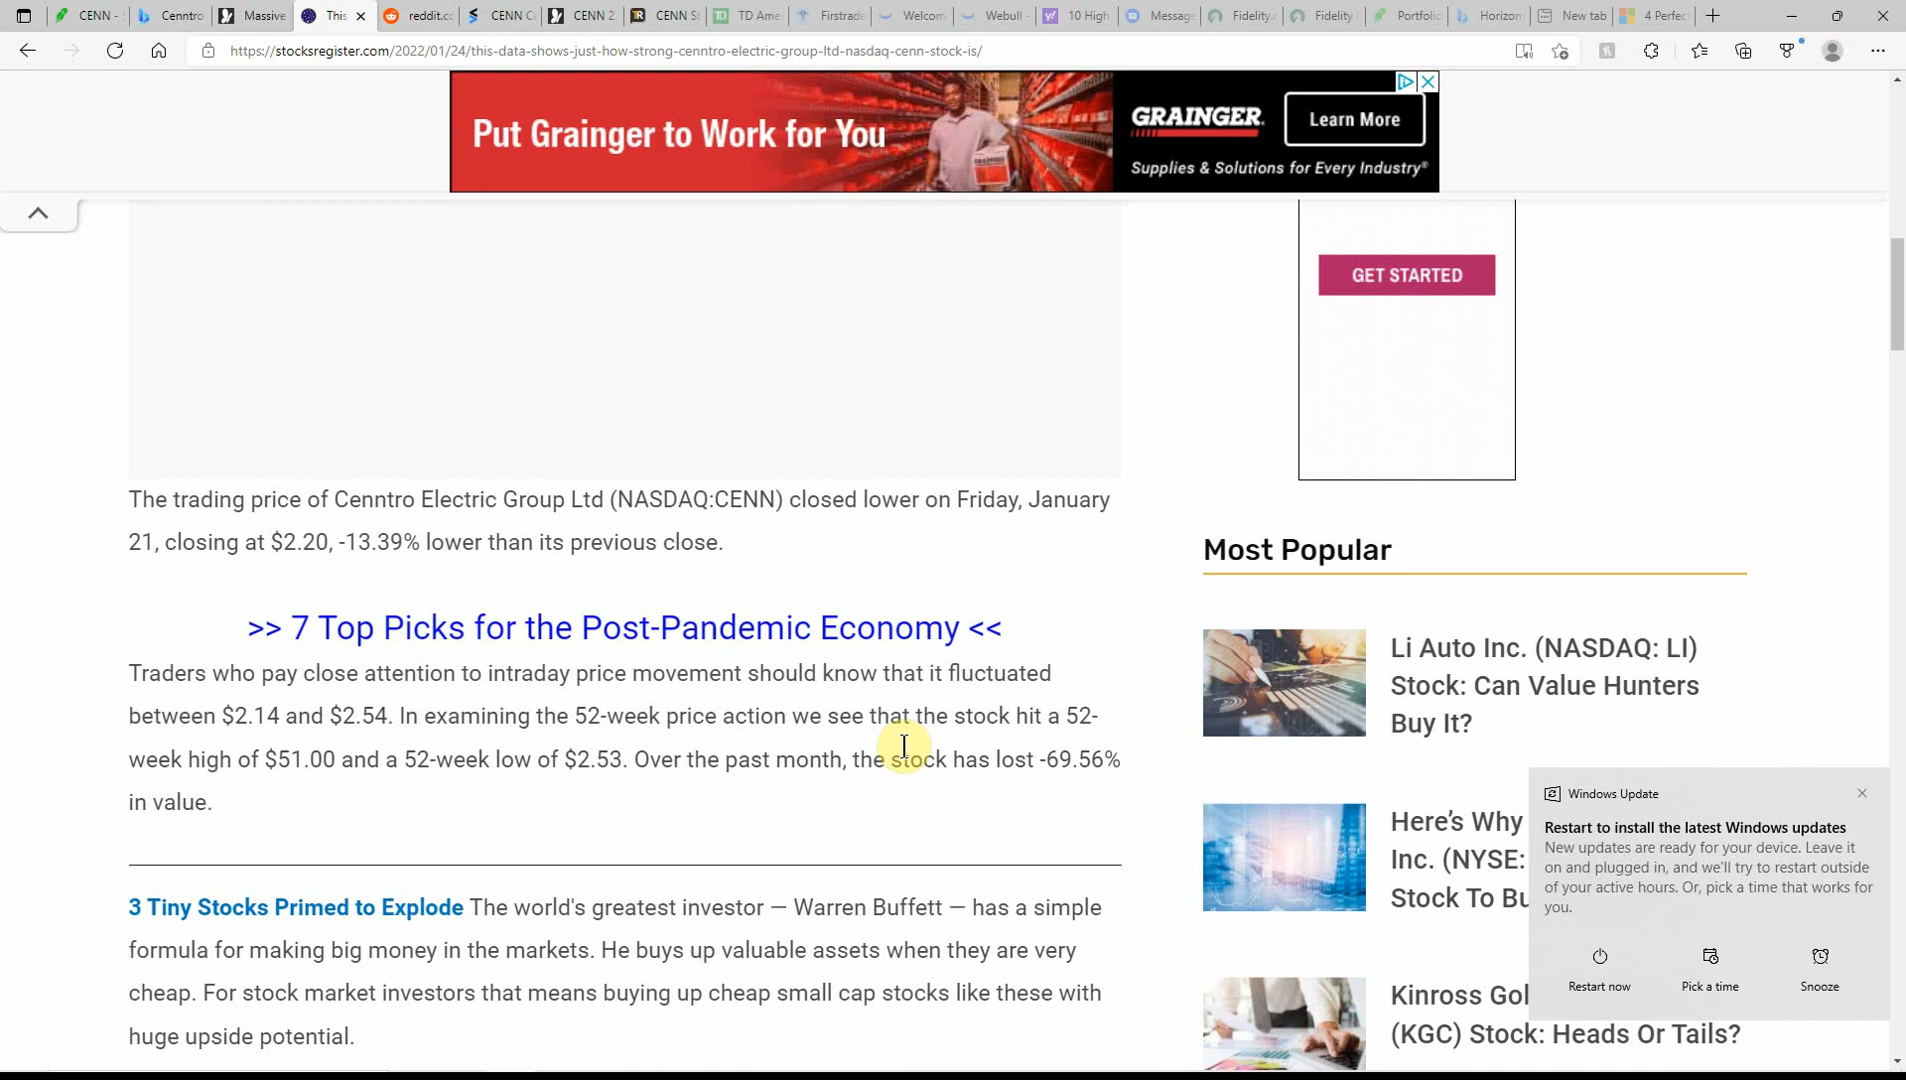 CENN -
Cenntro
Massive
This
reddit.co
CENN C
CENN 2.
CENN St
TD Ame
Firstrade
Welcom
Webull -
10 High
Message
Fidelity.c
Fidelity
Portfolio
Horizon
New tab
4 Perfec
https://stocksregister.com/2022/01/24/this-data-shows-just-how-strong-cenntro-electric-group-ltd-nasdaq-cenn-stock-is/
Put Grainger to Work for You
GRAINGER
Learn More
Supplies & Solutions for Every Industry®
GET STARTED
The trading price of Cenntro Electric Group Ltd (NASDAQ:CENN) closed lower on Friday, January
21, closing at $2.20, -13.39% lower than its previous close.
>> 7 Top Picks for the Post-Pandemic Economy <<
Traders who pay close attention to intraday price movement should know that it fluctuated
between $2.14 and $2.54. In examining the 52-week price action we see that the stock hit a 52-
week high of $51.00 and a 52-week low of $2.53. Over the past month, the stock has lost -69.56%
in value.
3 Tiny Stocks Primed to Explode The world's greatest investor — Warren Buffett — has a simple
formula for making big money in the markets. He buys up valuable assets when they are very
cheap. For stock market investors that means buying up cheap small cap stocks like these with
huge upside potential.
Most Popular
Li Auto Inc. (NASDAQ: LI)
Stock: Can Value Hunters
Buy It?
Here's Why
Inc. (NYSE:
Stock To Bu
Kinross Gol
(KGC) Stock: Heads Or Tails?
Windows Update
Restart to install the latest Windows updates
New updates are ready for your device. Leave it
on and plugged in, and we'll try to restart outside
of your active hours. Or, pick a time that works for
you.
Restart now
Pick a time
Snooze